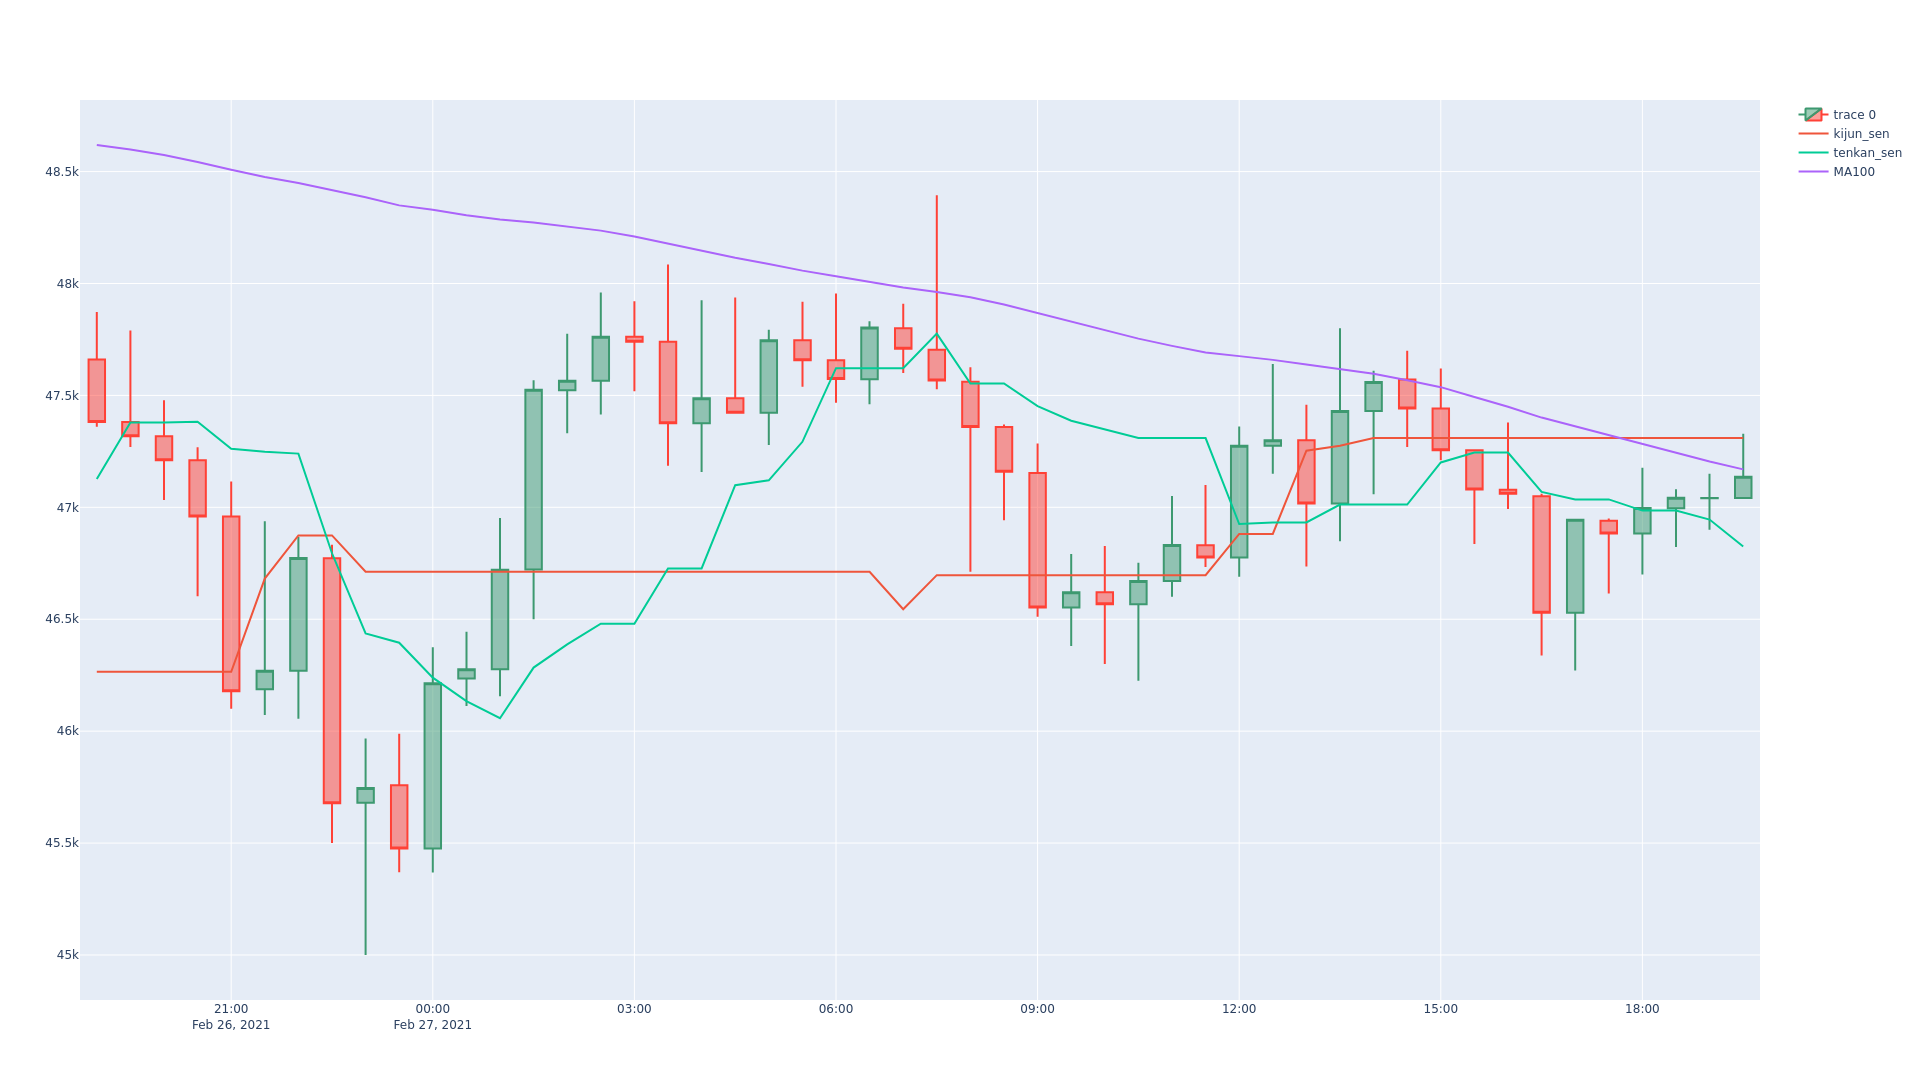 trace 0
kijun_sen
tenkan_sen
MA100
48.5k
48k
47.5k
47k
46.5k
46k
45.5k
45k
21:00 00:00 03:00 06:00 09:00 12:00 15:00 18:00
Feb 26, 2021 Feb 27, 2021